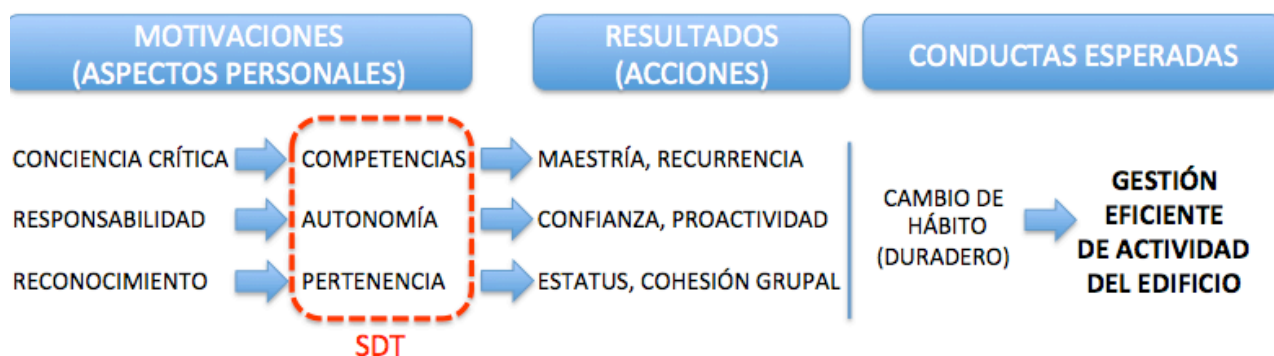 MOTIVACIONES
(ASPECTOS PERSONALES)
RESULTADOS
(ACCIONES)
CONDUCTAS ESPERADAS
CONCIENCIA CRÍTICA
COMPETENCIAS
MAESTRÍA, RECURRENCIA
RESPONSABILIDAD
AUTONOMÍA
CONFIANZA, PROACTIVIDAD
RECONOCIMIENTO
PERTENENCIA
ESTATUS, COHESIÓN GRUPAL
SDT
CAMBIO DE
HÁBITO
(DURADERO)
GESTIÓN
EFICIENTE
DE ACTIVIDAD
DEL EDIFICIO